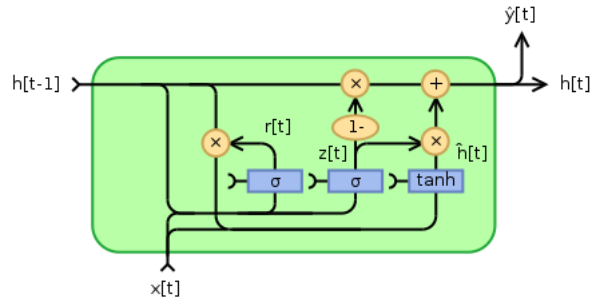 ŷ[t]
h[t-1]
×
+
h[t]
r[t]
1-
×
z[t]
×
ĥ[t]
σ
σ
tanh
x[t]